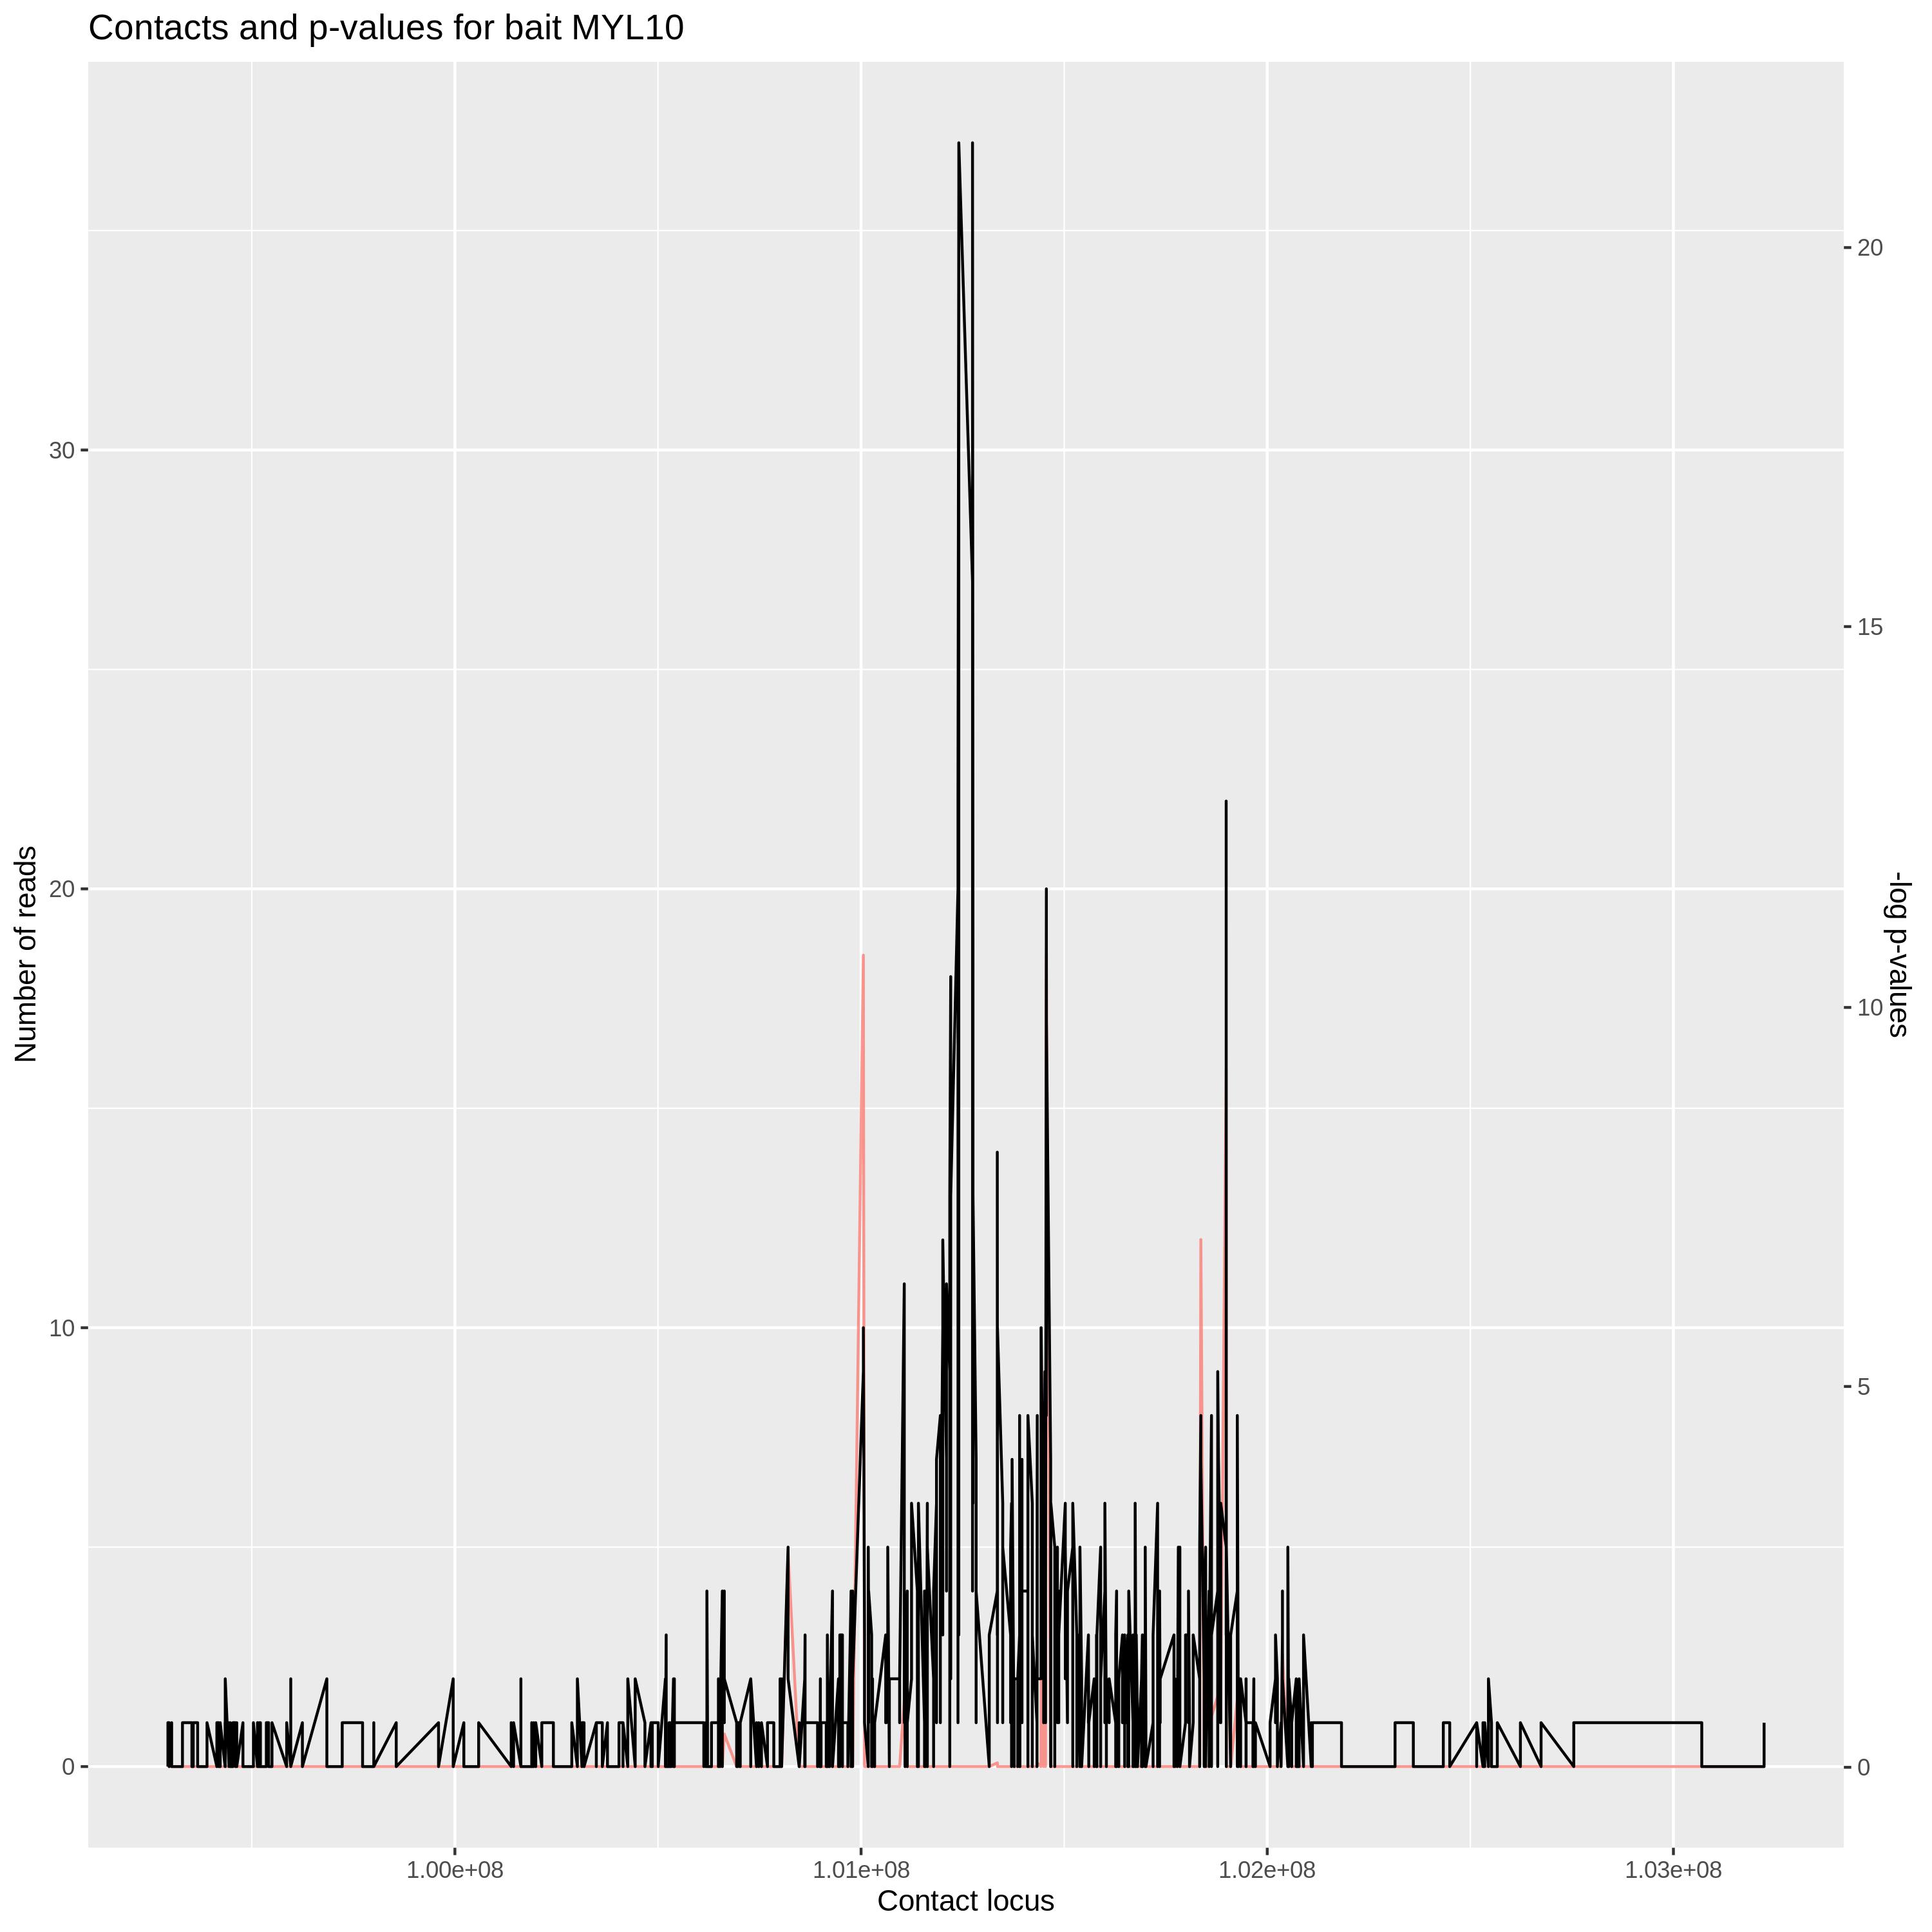 Contacts and p-values for bait MYL10
Number of reads
30
20
10
0
20
15
10
5
0
-log p-values
1.00e+08
1.01e+08
1.02e+08
1.03e+08
Contact locus